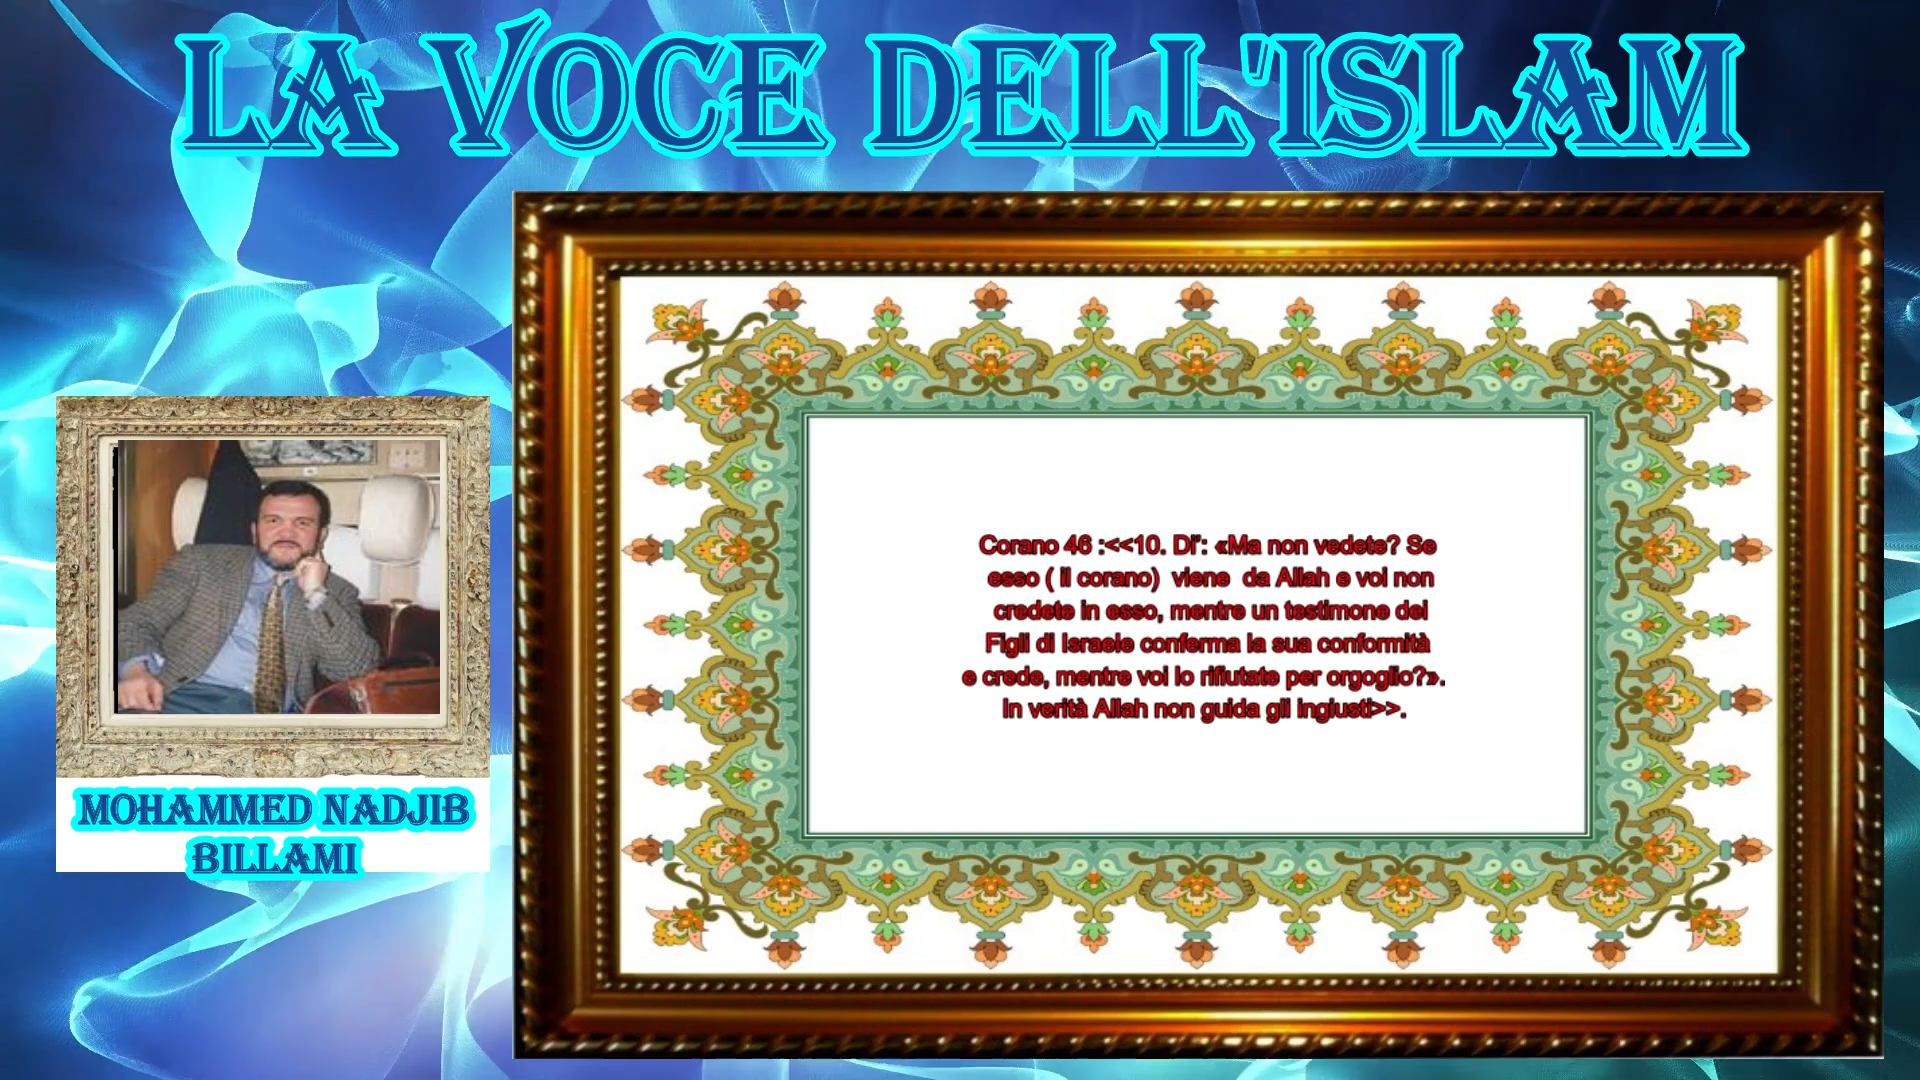 LA VOCE DELL'ISLAM
Corano 46 :<<10. Di': «Ma non vedete? Se
esso ( il corano) viene da Allah e voi non
credete in esso, mentre un testimone dei
Figli di Israele conferma la sua conformità
e crede, mentre voi lo rifiutate per orgoglio?».
In verità Allah non guida gli ingiusti>>.
MOHAMMED NADJIB
BILLAMI